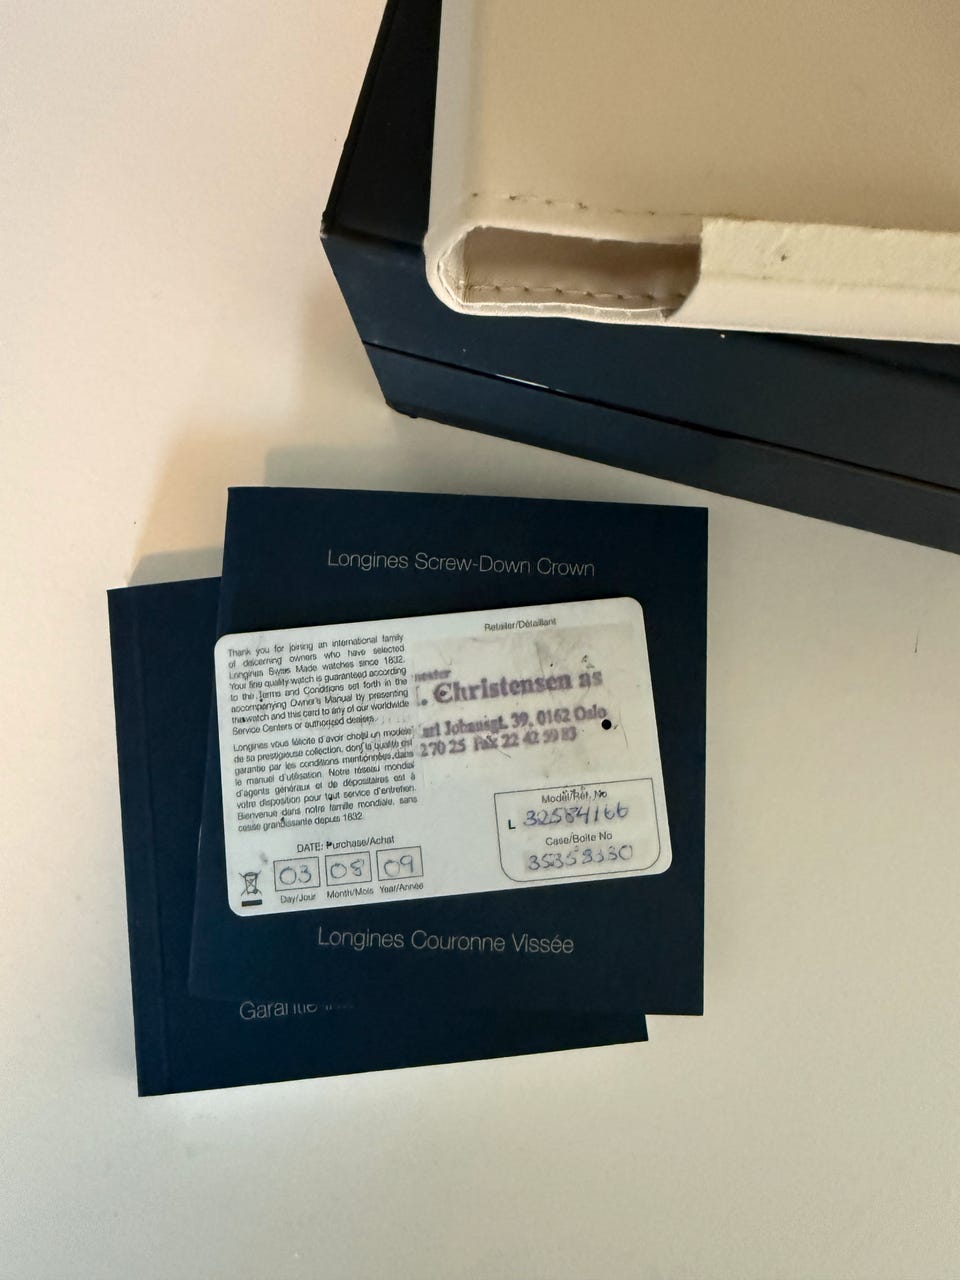 Longines Screw-Down Crown
Thank you for joining an international family
of discerning owners who have selected
Longines Swiss Made watches since 1832.
Your fine quality watch is guaranteed according
to the Terms and Conditions set forth in the
accompanying Owner's Manual by presenting
the watch and this card to any of our worldwide
Service Centers or authorized dealers.
Longines vous félicite d'avoir choisi un modèle
de sa prestigieuse collection, dont la qualité est
garantie par les conditions mentionnées dans
le manuel d'utilisation. Notre réseau mondial
d'agents généraux et de dépositaires est à
votre disposition pour tout service d'entretien.
Bienvenue dans notre famille mondiale, sans
cesse grandissante depuis 1832.
Retailer/Détaillant
Christensen as
39, 0162 Oslo
270 25 Fax 22 42 59 83
Model/Réf. No
L 32584166
Case/Boîte No
DATE: Purchase/Achat
03 08 09
Day/Jour Month/Mois Year/Année
Longines Couronne Vissée